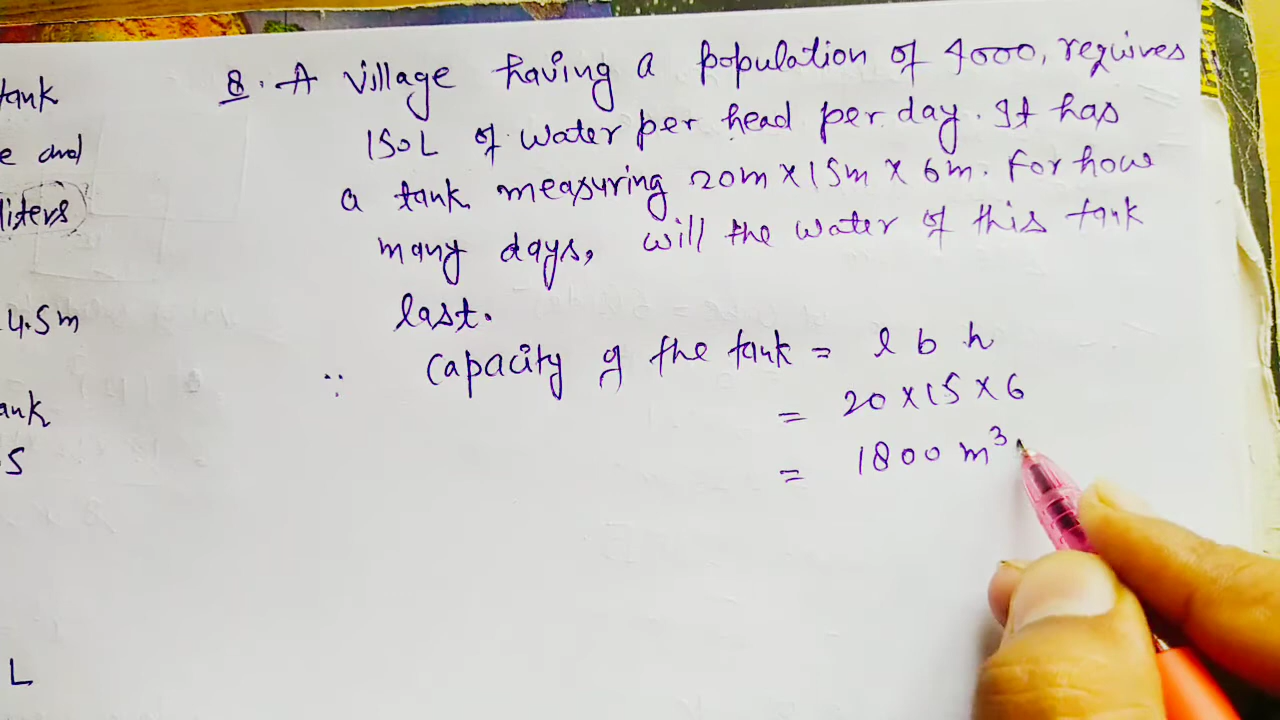 tank
e and
liters
4.5m
ank
S
L
Q. A village having a population of 4000, requires
150L of water per head per day. It has
a tank measuring 20m x 15m x 6m. For how
many days, will the water of this tank
last.
∵ Capacity of the tank = l b h
= 20 x 15 x 6
= 1800 m³